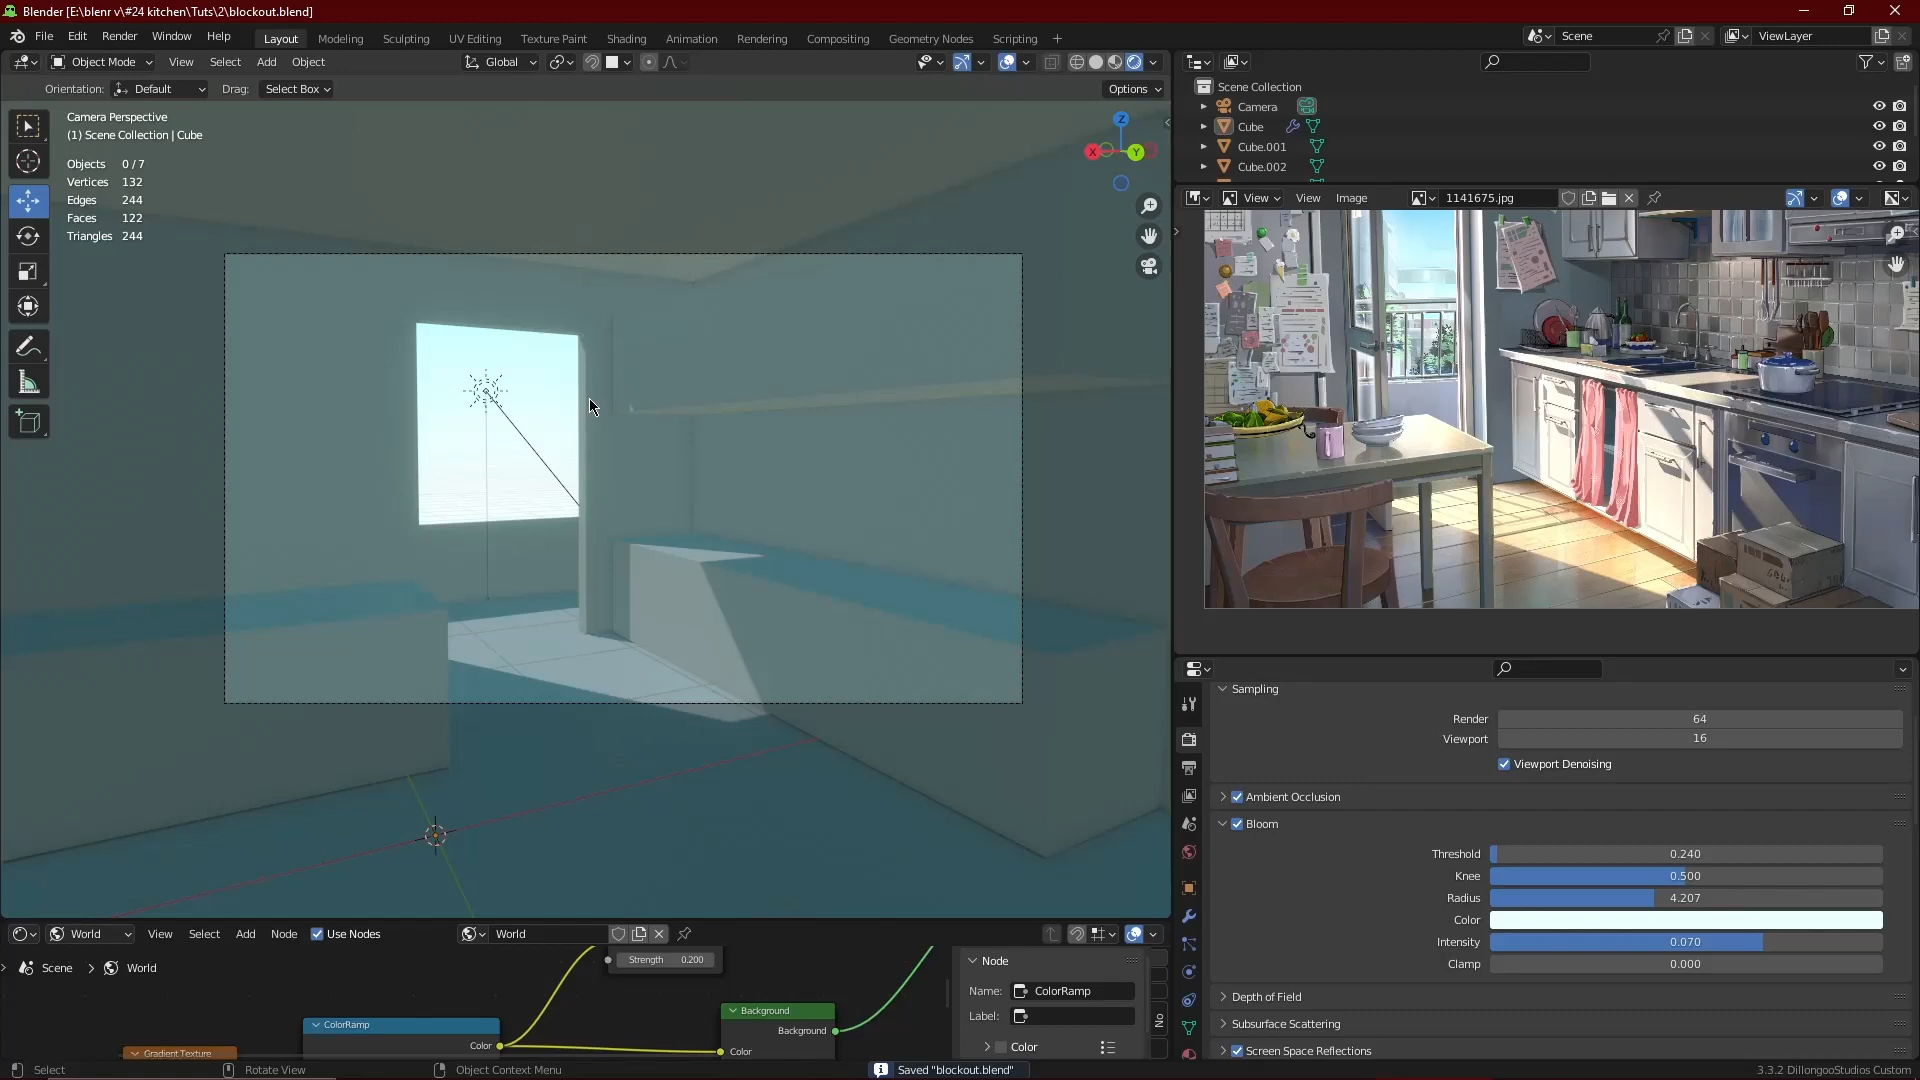 Blender [E:\blenr v\#24 kitchen\Tuts\2\blockout.blend]
File Edit Render Window Help Layout Modeling Sculpting UV Editing Texture Paint Shading Animation Rendering Compositing Geometry Nodes Scripting + Scene ViewLayer
Object Mode View Select Add Object Global
Orientation: Default Drag: Select Box Options
Camera Perspective
(1) Scene Collection | Cube
Objects 0 / 7
Vertices 132
Edges 244
Faces 122
Triangles 244
Z
X
Y
Scene Collection
Camera
Cube
Cube.001
Cube.002
View View Image 1141675.jpg
Sampling
Render 64
Viewport 16
Viewport Denoising
Ambient Occlusion
Bloom
Threshold 0.240
Knee 0.500
Radius 4.207
Color
Intensity 0.070
Clamp 0.000
Depth of Field
Subsurface Scattering
Screen Space Reflections
World View Select Add Node Use Nodes World
Scene > World
Strength 0.200
ColorRamp
Color
Gradient Texture
Background
Background
Color
Node
Name: ColorRamp
Label:
Color
No
Select Rotate View Object Context Menu Saved "blockout.blend" 3.3.2 DillongooStudios Custom